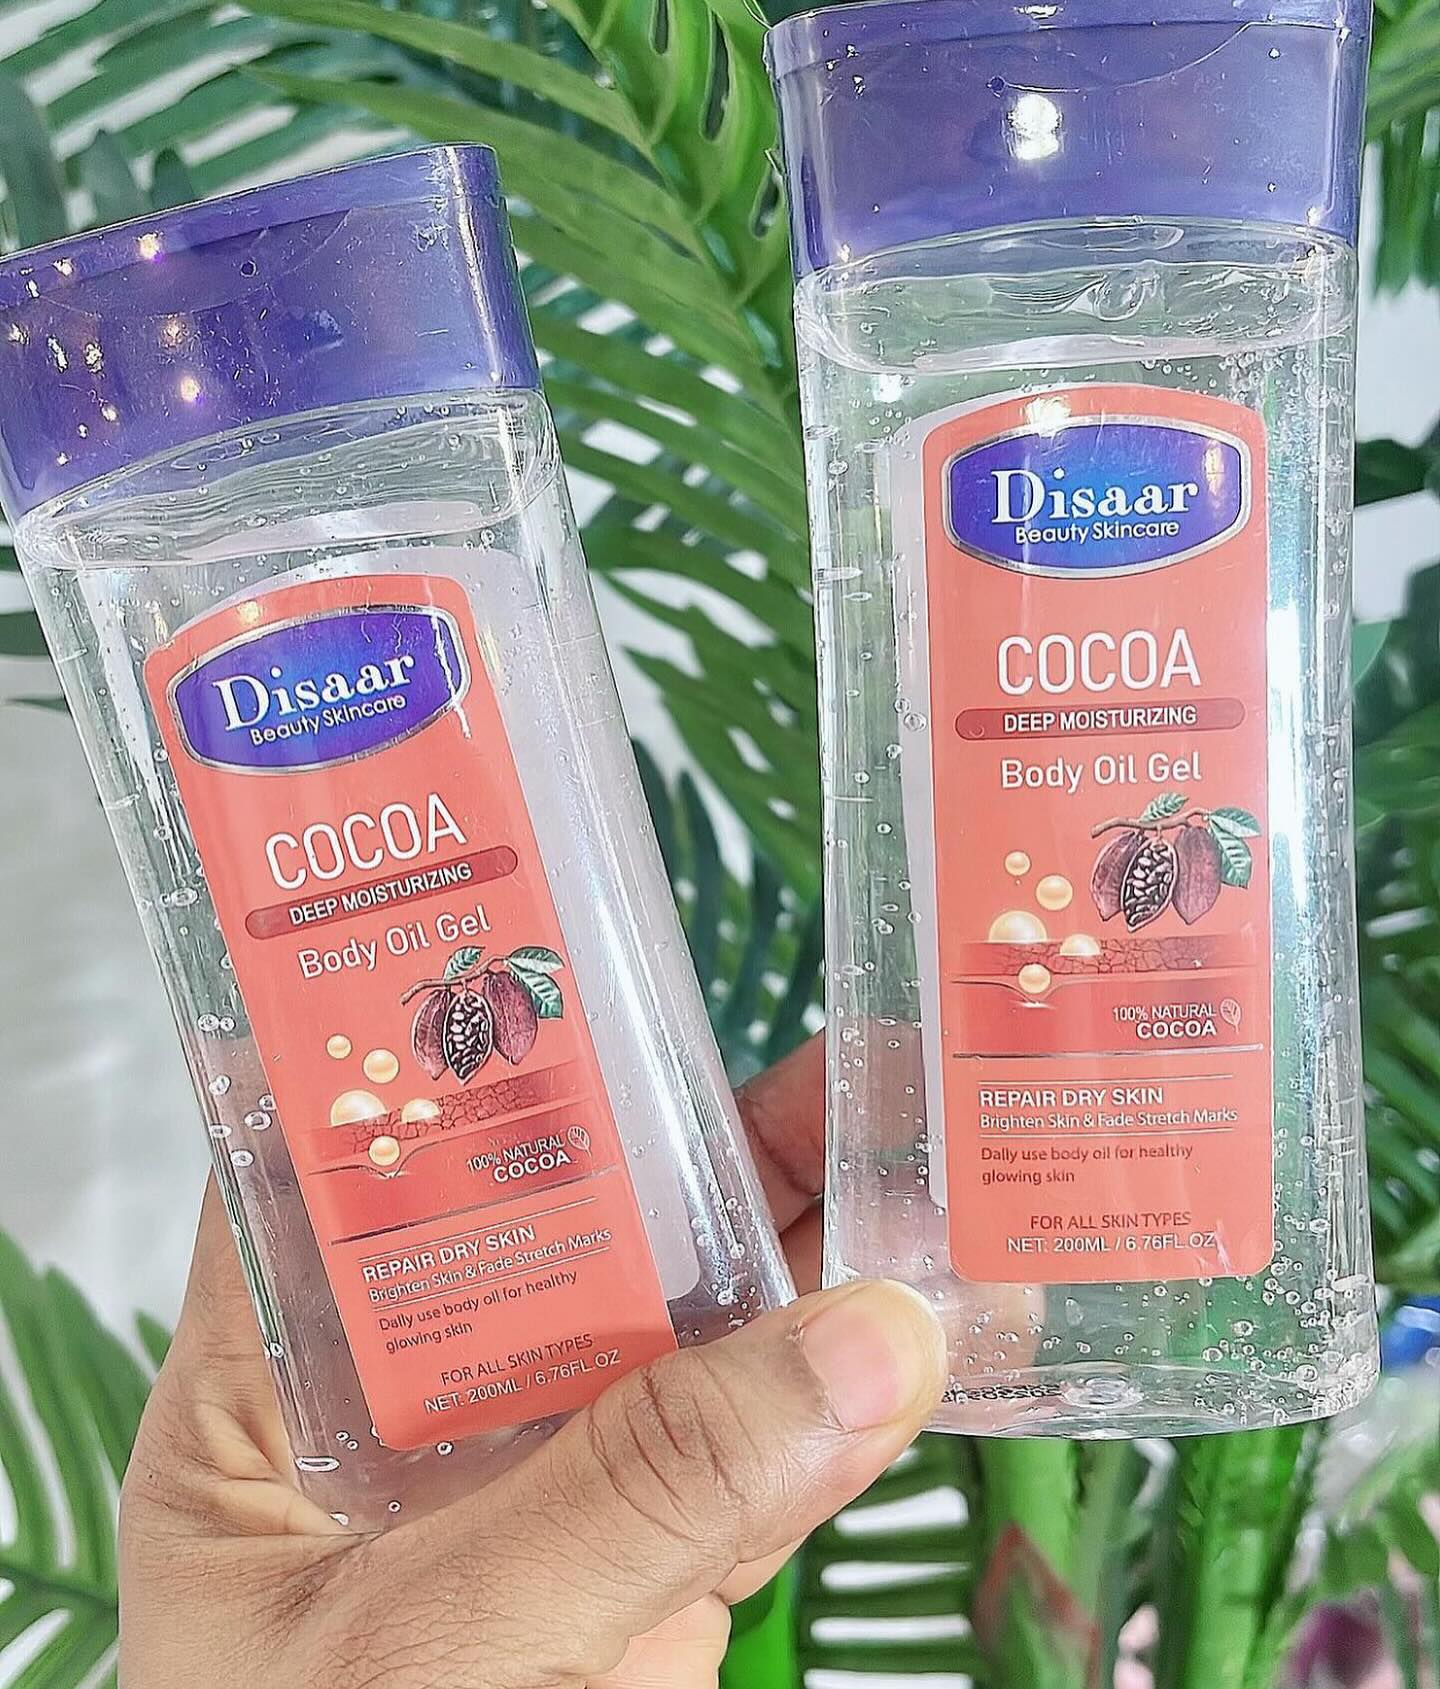 Disaar
Beauty Skincare
COCOA
DEEP MOISTURIZING
Body Oil Gel
100% NATURAL
COCOA
REPAIR DRY SKIN
Brighten Skin & Fade Stretch Marks
Daily use body oil for healthy
glowing skin
FOR ALL SKIN TYPES
NET: 200ML / 6.76FL.OZ
Disaar
Beauty Skincare
COCOA
DEEP MOISTURIZING
Body Oil Gel
100% NATURAL
COCOA
REPAIR DRY SKIN
Brighten Skin & Fade Stretch Marks
Daily use body oil for healthy
glowing skin
FOR ALL SKIN TYPES
NET: 200ML / 6.76FL.OZ